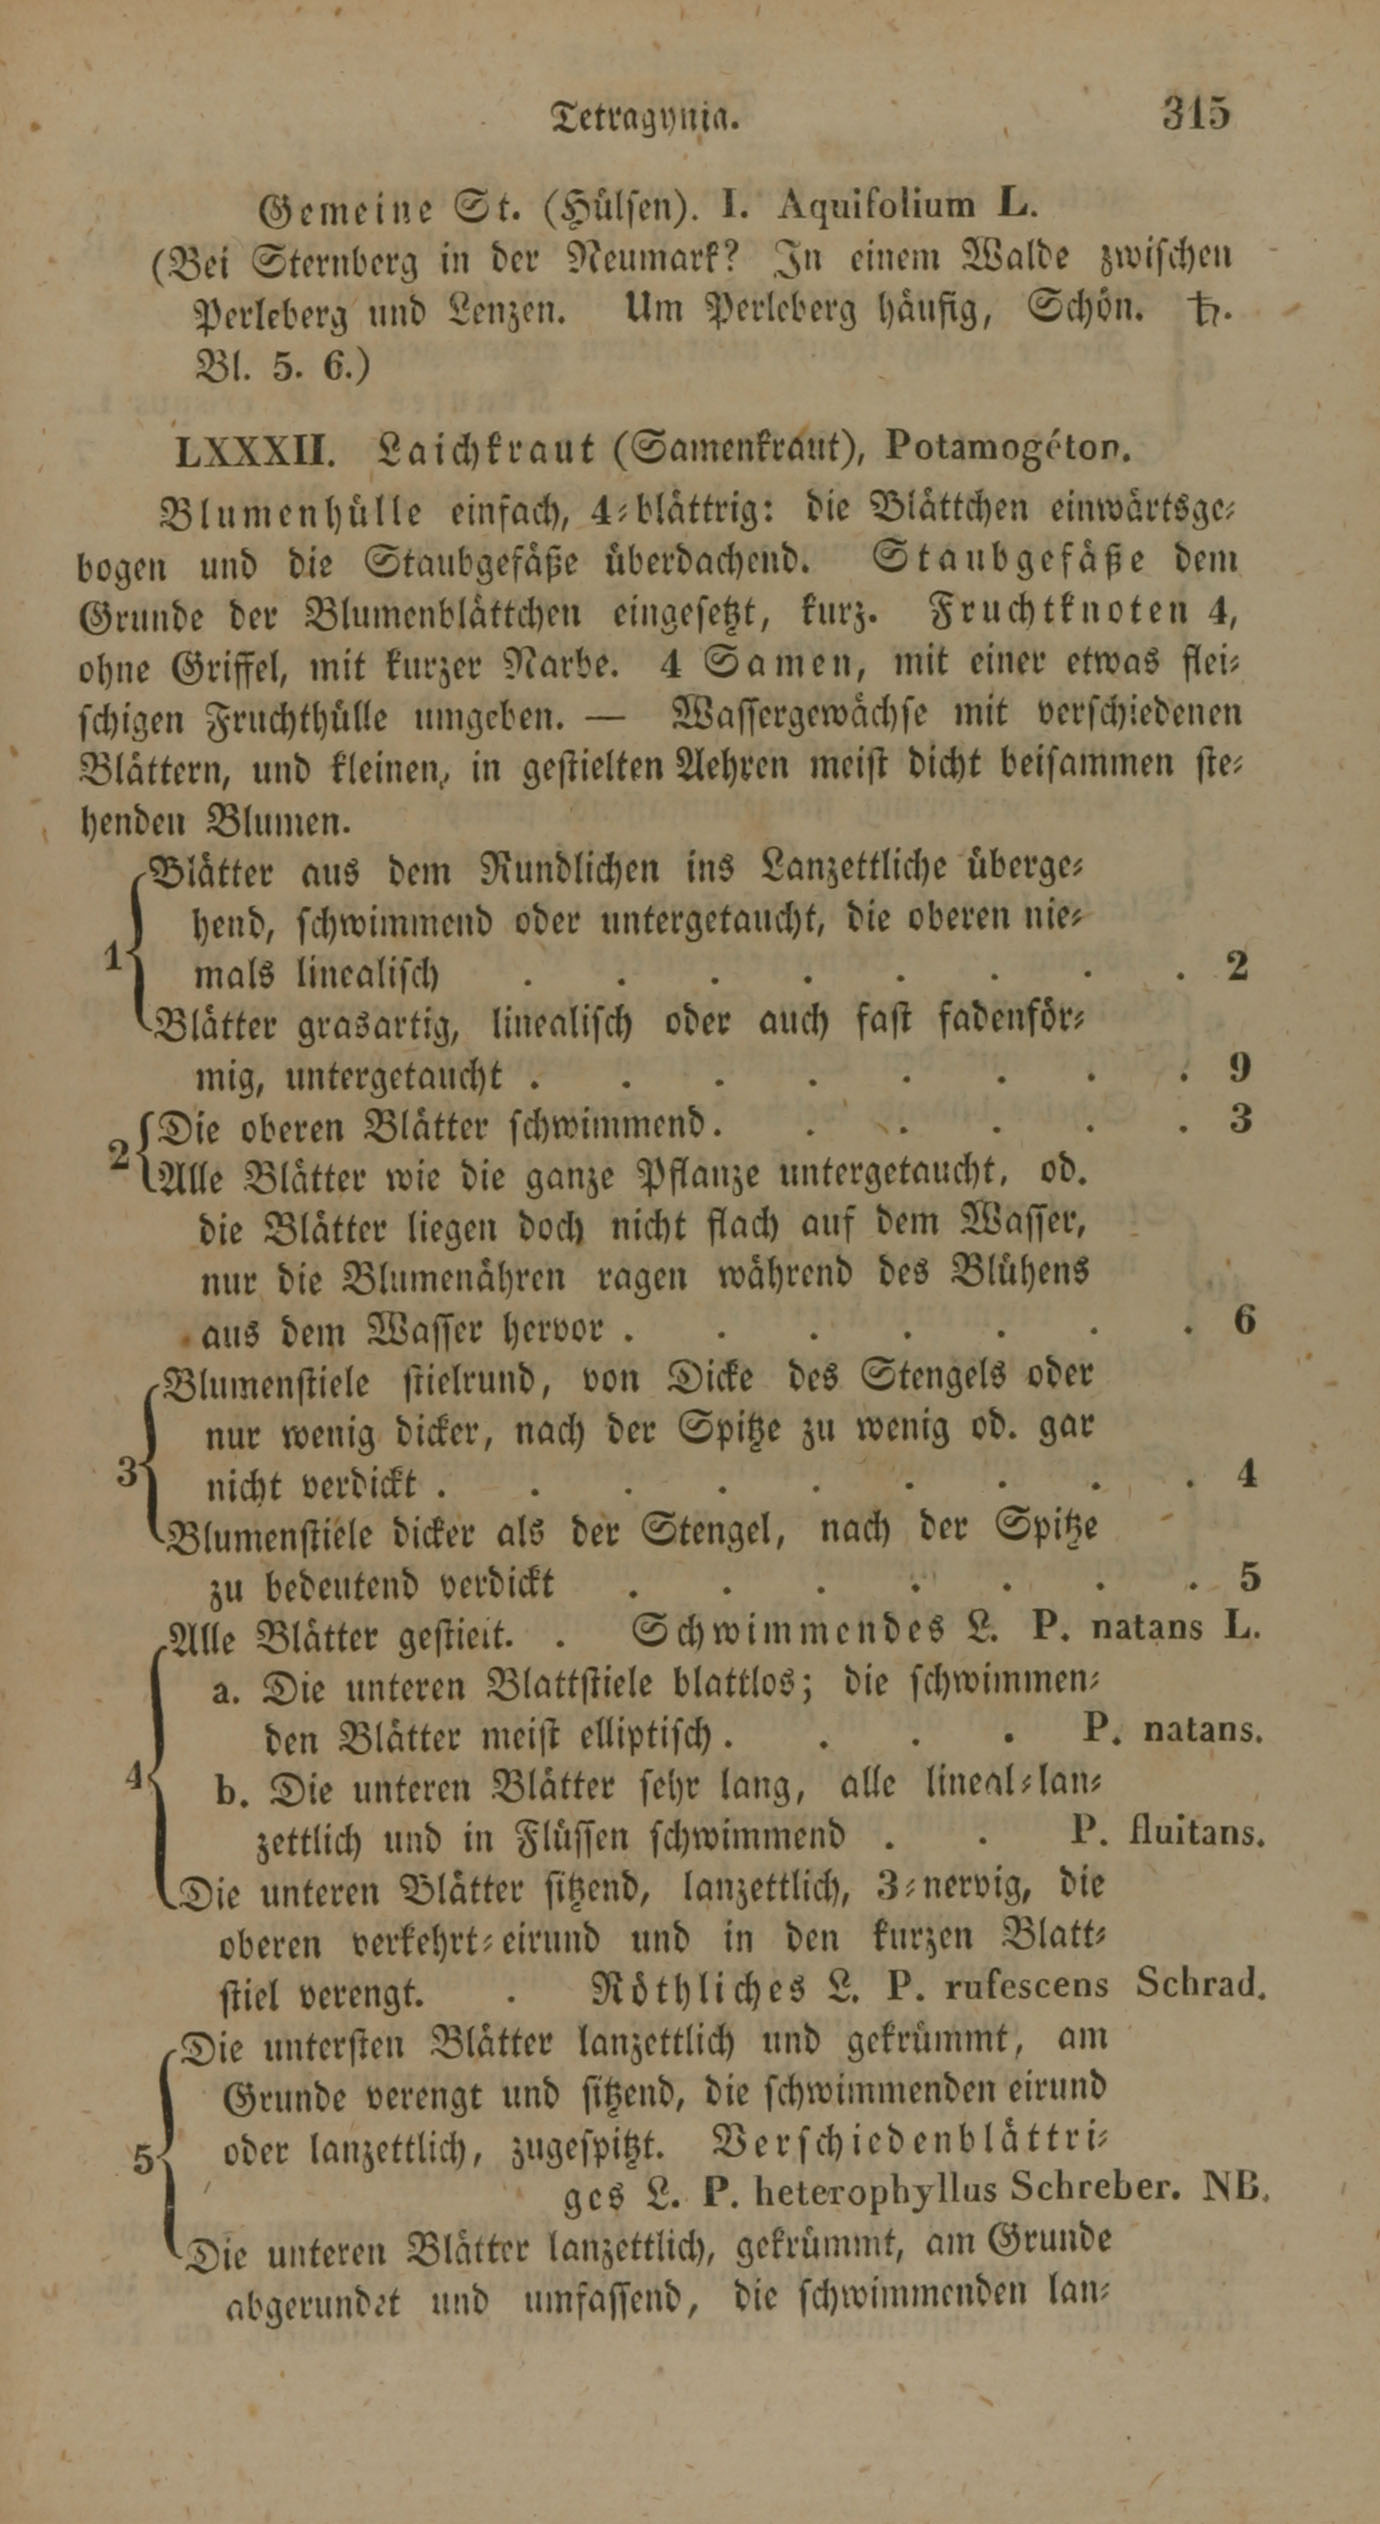 Tetragynia. 315
Gemeine St. (Hülsen). I. Aquifolium L.
(Bei Sternberg in der Neumark? In einem Walde zwischen
Perleberg und Lenzen. Um Perleberg häufig, Schön. ♄.
Bl. 5. 6.)
LXXXII. Laichkraut (Samenkraut), Potamogéton.
Blumenhülle einfach, 4-blättrig: die Blättchen einwärtsge-
bogen und die Staubgefäße überdachend. Staubgefäße dem
Grunde der Blumenblättchen eingesetzt, kurz. Fruchtknoten 4,
ohne Griffel, mit kurzer Narbe. 4 Samen, mit einer etwas flei-
schigen Fruchthülle umgeben. — Wassergewächse mit verschiedenen
Blättern, und kleinen, in gestielten Aehren meist dicht beisammen ste-
henden Blumen.
Blätter aus dem Rundlichen ins Lanzettliche überge-
hend, schwimmend oder untergetaucht, die oberen nie-
1 mals linealisch . . . . . . . . 2
Blätter grasartig, linealisch oder auch fast fadenför-
mig, untergetaucht . . . . . . . . 9
Die oberen Blätter schwimmend. . . . . . 3
2 Alle Blätter wie die ganze Pflanze untergetaucht, od.
die Blätter liegen doch nicht flach auf dem Wasser,
nur die Blumenähren ragen während des Blühens
aus dem Wasser hervor . . . . . . . 6
Blumenstiele stielrund, von Dicke des Stengels oder
nur wenig dicker, nach der Spitze zu wenig od. gar
3 nicht verdickt . . . . . . . . . 4
Blumenstiele dicker als der Stengel, nach der Spitze
zu bedeutend verdickt . . . . . . . 5
Alle Blätter gestielt. . Schwimmendes L. P. natans L.
a. Die unteren Blattstiele blattlos; die schwimmen-
den Blätter meist elliptisch . . . . P. natans.
4 b. Die unteren Blätter sehr lang, alle lineal-lan-
zettlich und in Flüssen schwimmend . . P. fluitans.
Die unteren Blätter sitzend, lanzettlich, 3-nervig, die
oberen verkehrt-eirund und in den kurzen Blatt-
stiel verengt. . Röthliches L. P. rufescens Schrad.
Die untersten Blätter lanzettlich und gekrümmt, am
Grunde verengt und sitzend, die schwimmenden eirund
5 oder lanzettlich, zugespitzt. Verschiedenblättri-
ges L. P. heterophyllus Schreber. NB.
Die unteren Blätter lanzettlich, gekrümmt, am Grunde
abgerundet und umfassend, die schwimmenden lan-